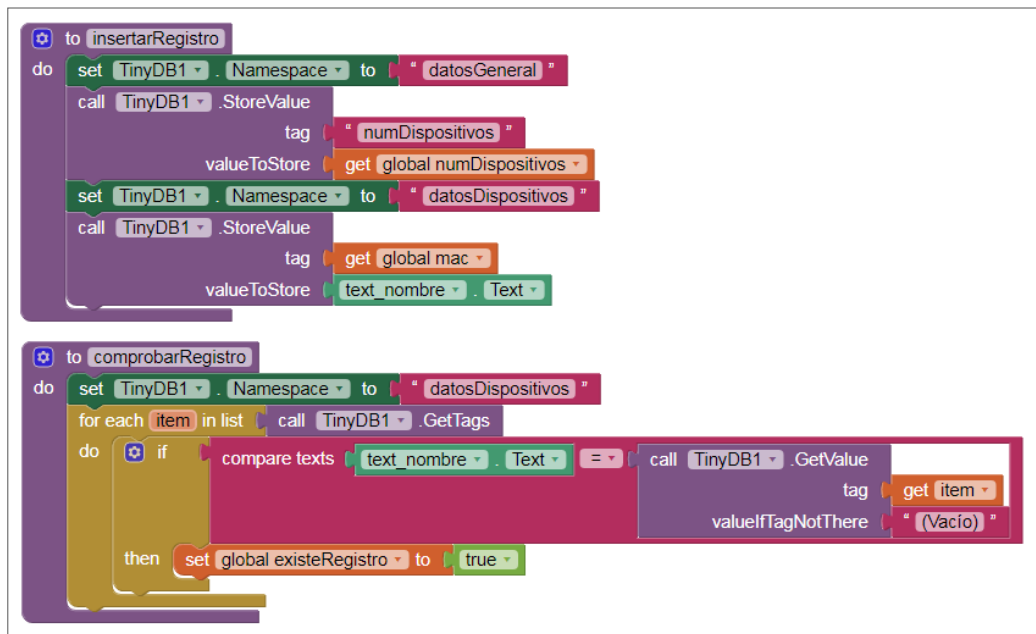 to insertarRegistro
do set TinyDB1 . Namespace to " datosGeneral "
call TinyDB1 .StoreValue
tag " numDispositivos "
valueToStore get global numDispositivos
set TinyDB1 . Namespace to " datosDispositivos "
call TinyDB1 .StoreValue
tag get global mac
valueToStore text_nombre . Text
to comprobarRegistro
do set TinyDB1 . Namespace to " datosDispositivos "
for each item in list call TinyDB1 .GetTags
do if compare texts text_nombre . Text = call TinyDB1 .GetValue
tag get item
valueIfTagNotThere " (Vacío) "
then set global existeRegistro to true